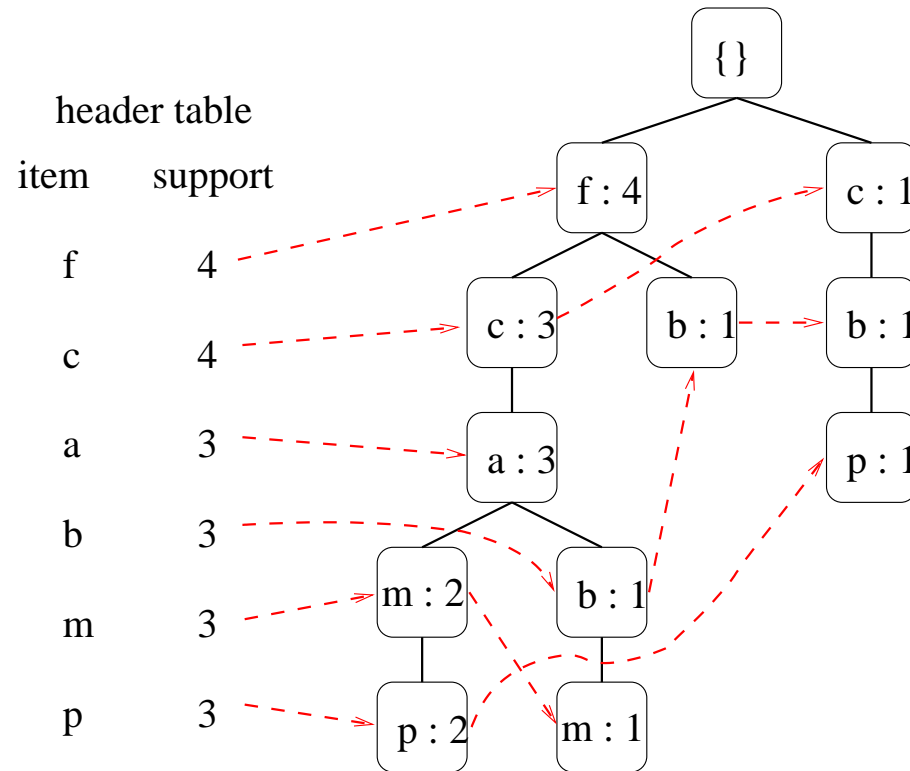 {}
header table
item support
f : 4
c : 1
f 4
c : 3
b : 1
b : 1
c 4
a 3
a : 3
p : 1
b 3
m : 2
b : 1
m 3
p 3
p : 2
m : 1